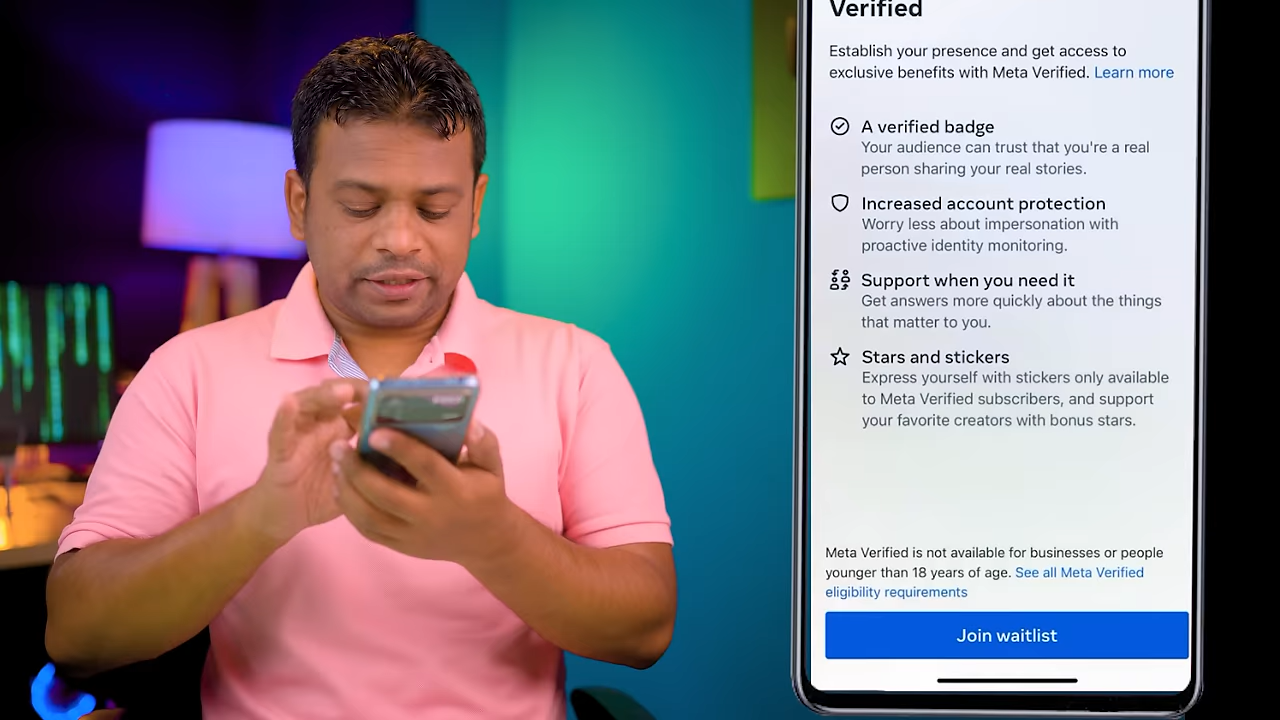 Verified
Establish your presence and get access to
exclusive benefits with Meta Verified. Learn more
A verified badge
Your audience can trust that you're a real
person sharing your real stories.
Increased account protection
Worry less about impersonation with
proactive identity monitoring.
Support when you need it
Get answers more quickly about the things
that matter to you.
Stars and stickers
Express yourself with stickers only available
to Meta Verified subscribers, and support
your favorite creators with bonus stars.
Meta Verified is not available for businesses or people
younger than 18 years of age. See all Meta Verified
eligibility requirements
Join waitlist